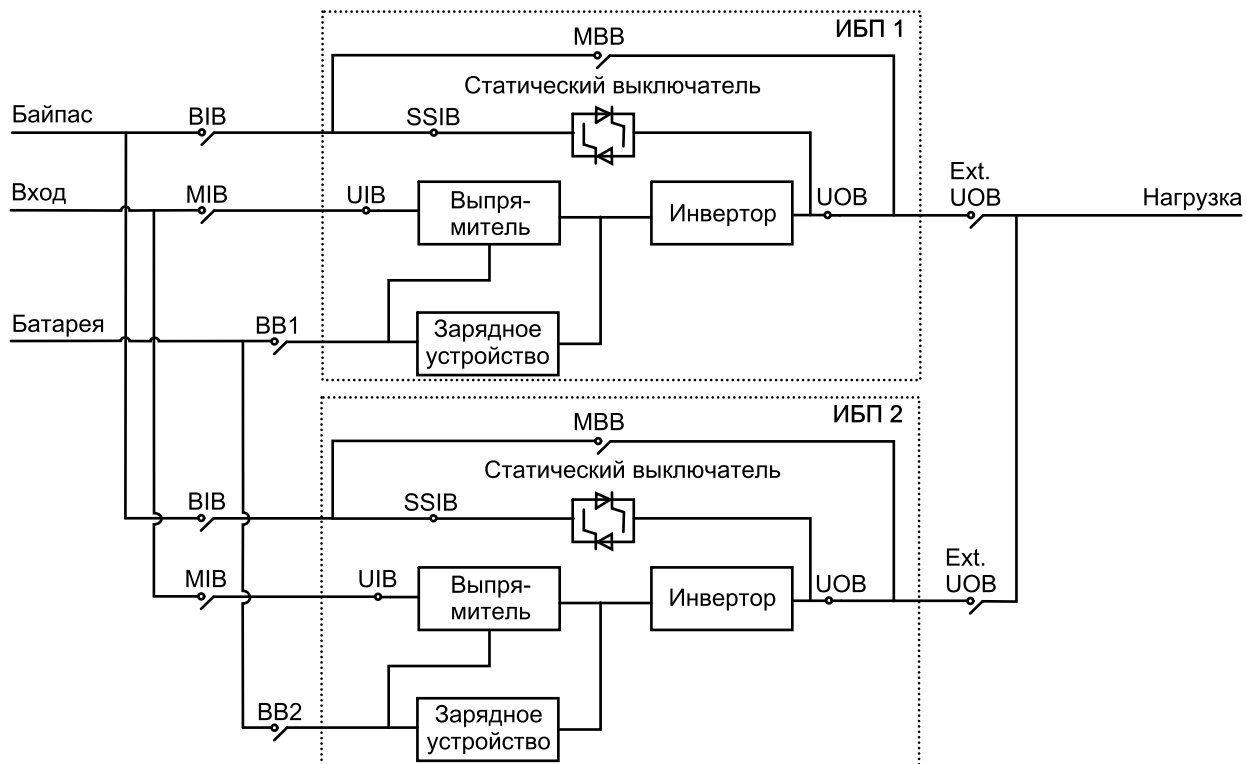 ИБП 1
MBB
Статический выключатель
Байпас
BIB
SSIB
Вход
MIB
UIB
Выпря-
митель
Инвертор
UOB
Ext.
UOB
Нагрузка
Батарея
BB1
Зарядное
устройство
ИБП 2
MBB
Статический выключатель
BIB
SSIB
MIB
UIB
Выпря-
митель
Инвертор
UOB
Ext.
UOB
BB2
Зарядное
устройство